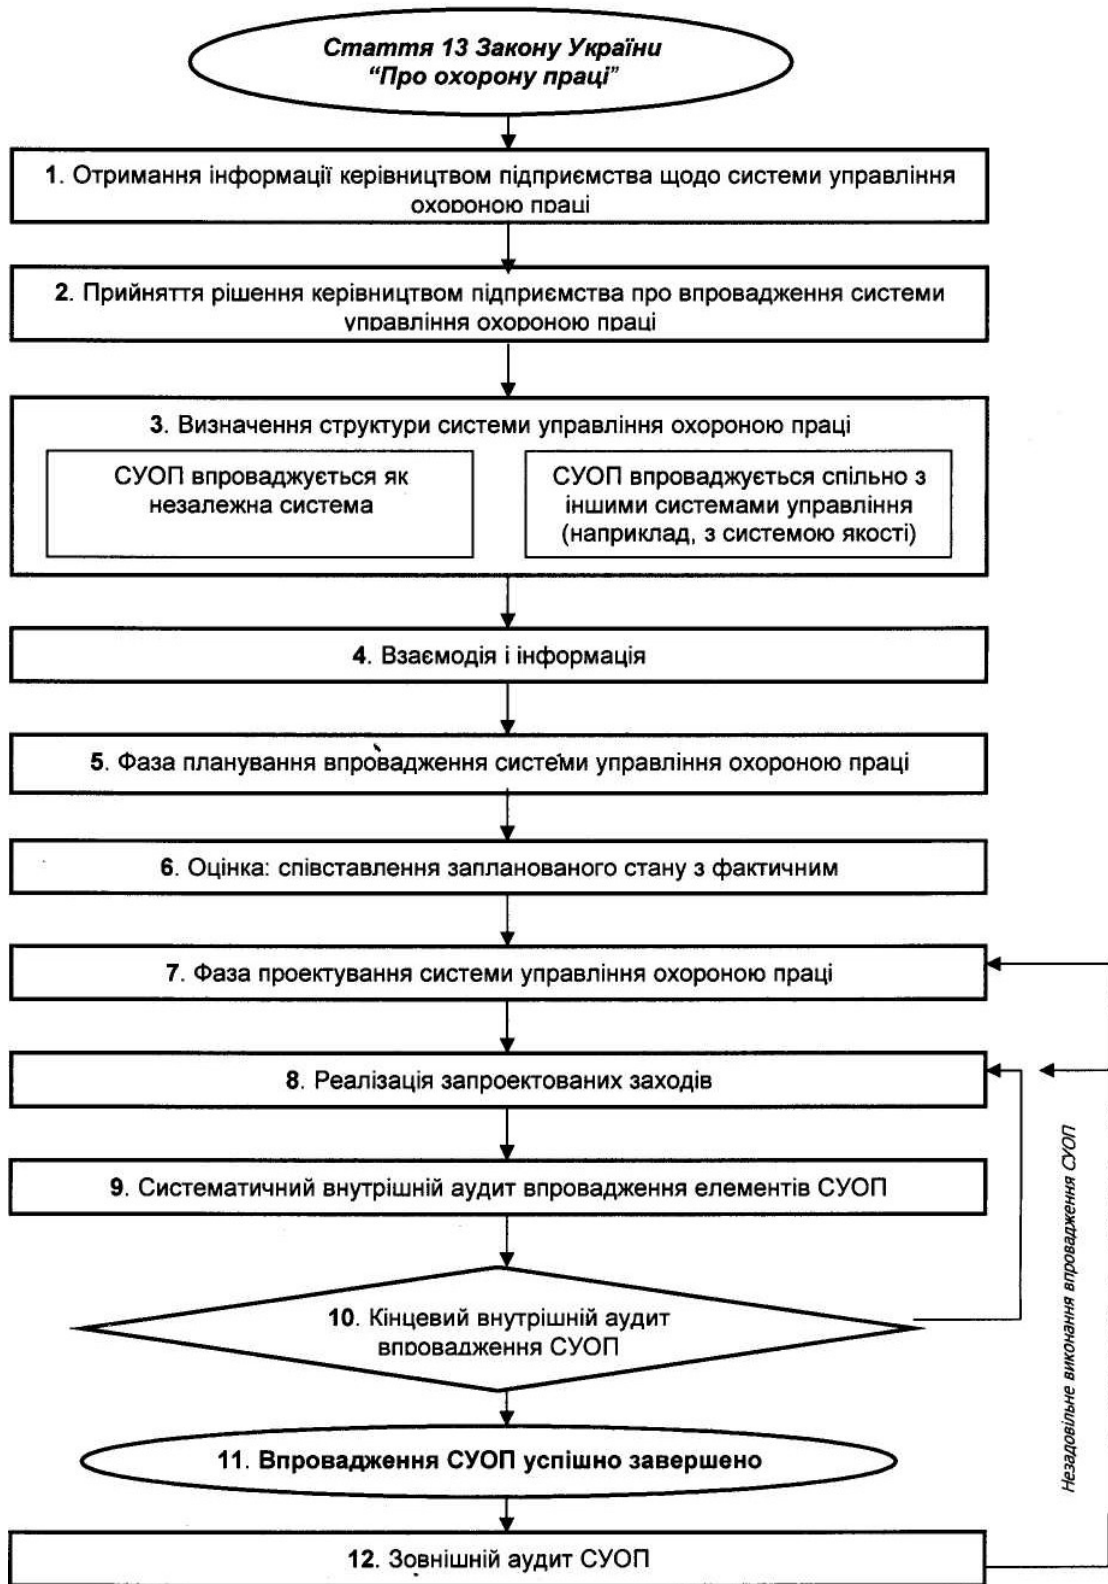 Стаття 13 Закону України
“Про охорону праці”
1. Отримання інформації керівництвом підприємства щодо системи управління
охороною праці
2. Прийняття рішення керівництвом підприємства про впровадження системи
управління охороною праці
3. Визначення структури системи управління охороною праці
СУОП впроваджується як
незалежна система
СУОП впроваджується спільно з
іншими системами управління
(наприклад, з системою якості)
4. Взаємодія і інформація
5. Фаза планування впровадження системи управління охороною праці
6. Оцінка: співставлення запланованого стану з фактичним
7. Фаза проектування системи управління охороною праці
8. Реалізація запроектованих заходів
9. Систематичний внутрішній аудит впровадження елементів СУОП
10. Кінцевий внутрішній аудит
впровадження СУОП
Незадовільне виконання впровадження СУОП
11. Впровадження СУОП успішно завершено
12. Зовнішній аудит СУОП